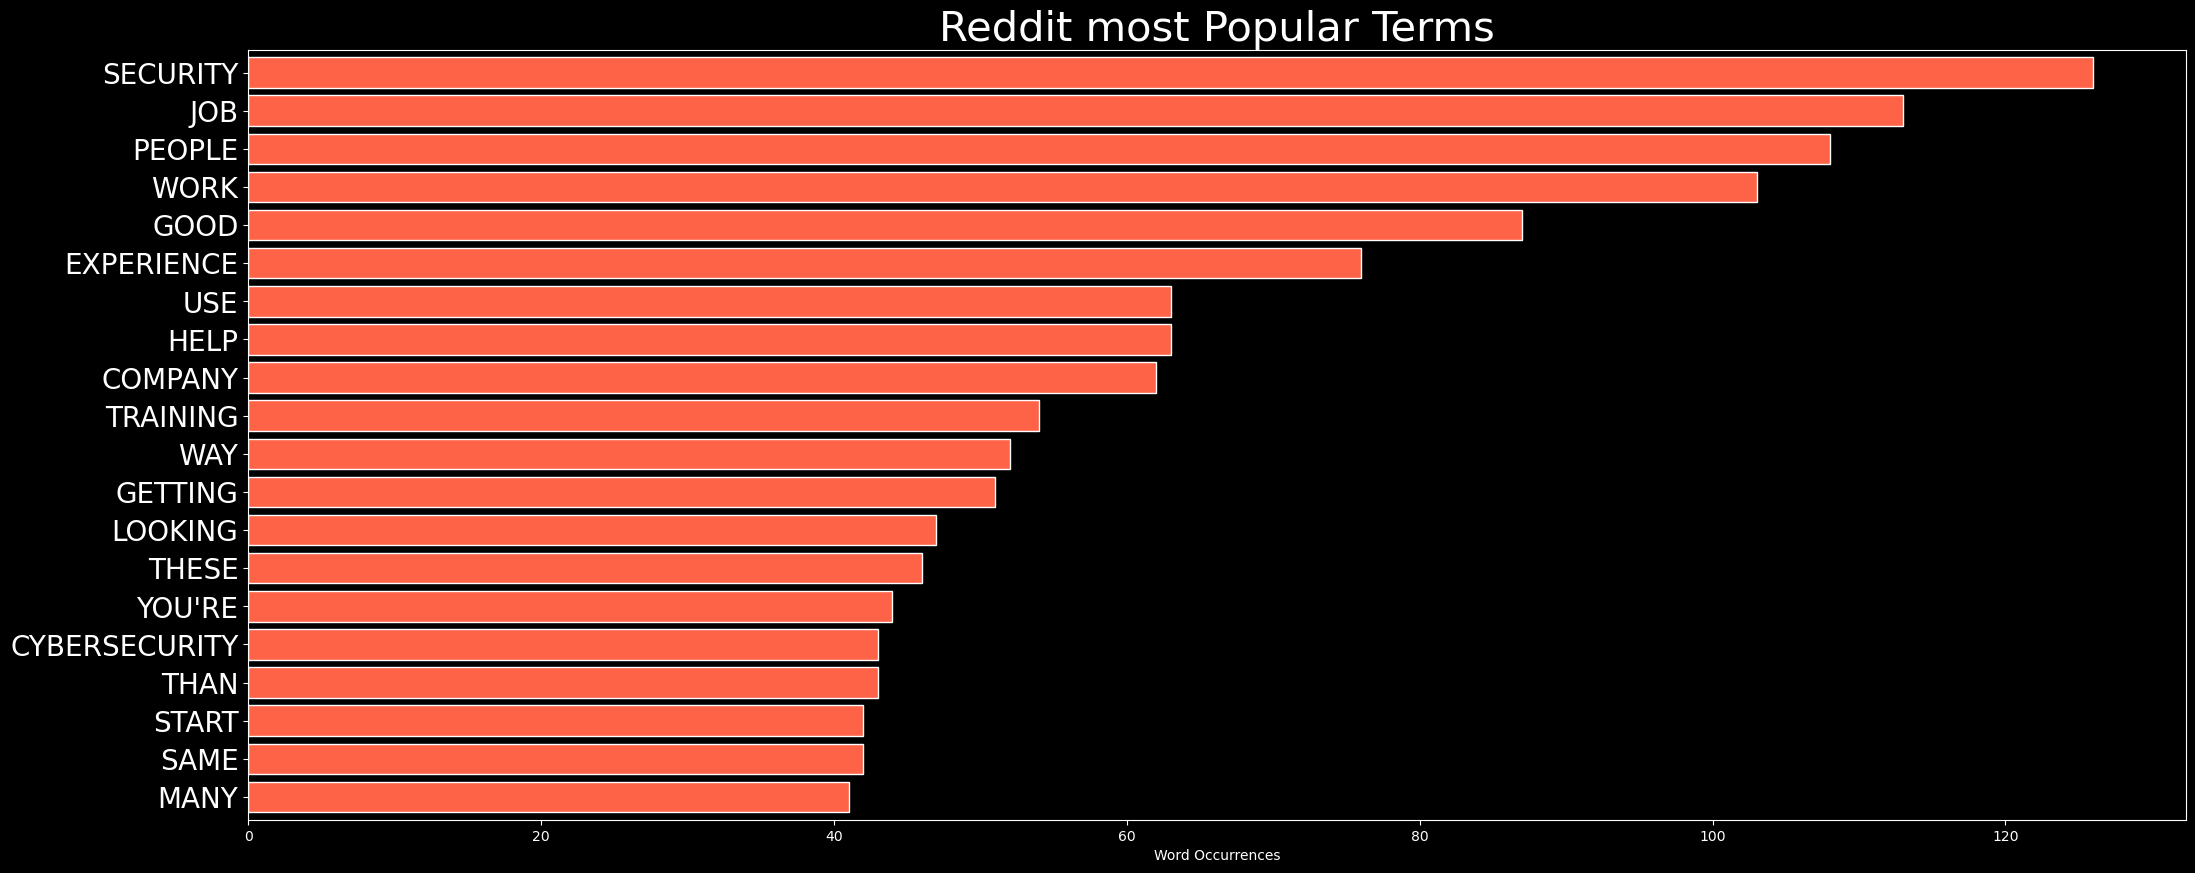 Reddit most Popular Terms
SECURITY
JOB
PEOPLE
WORK
GOOD
EXPERIENCE
USE
HELP
COMPANY
TRAINING
WAY
GETTING
LOOKING
THESE
YOU'RE
CYBERSECURITY
THAN
START
SAME
MANY
0 20 40 60 80 100 120
Word Occurrences